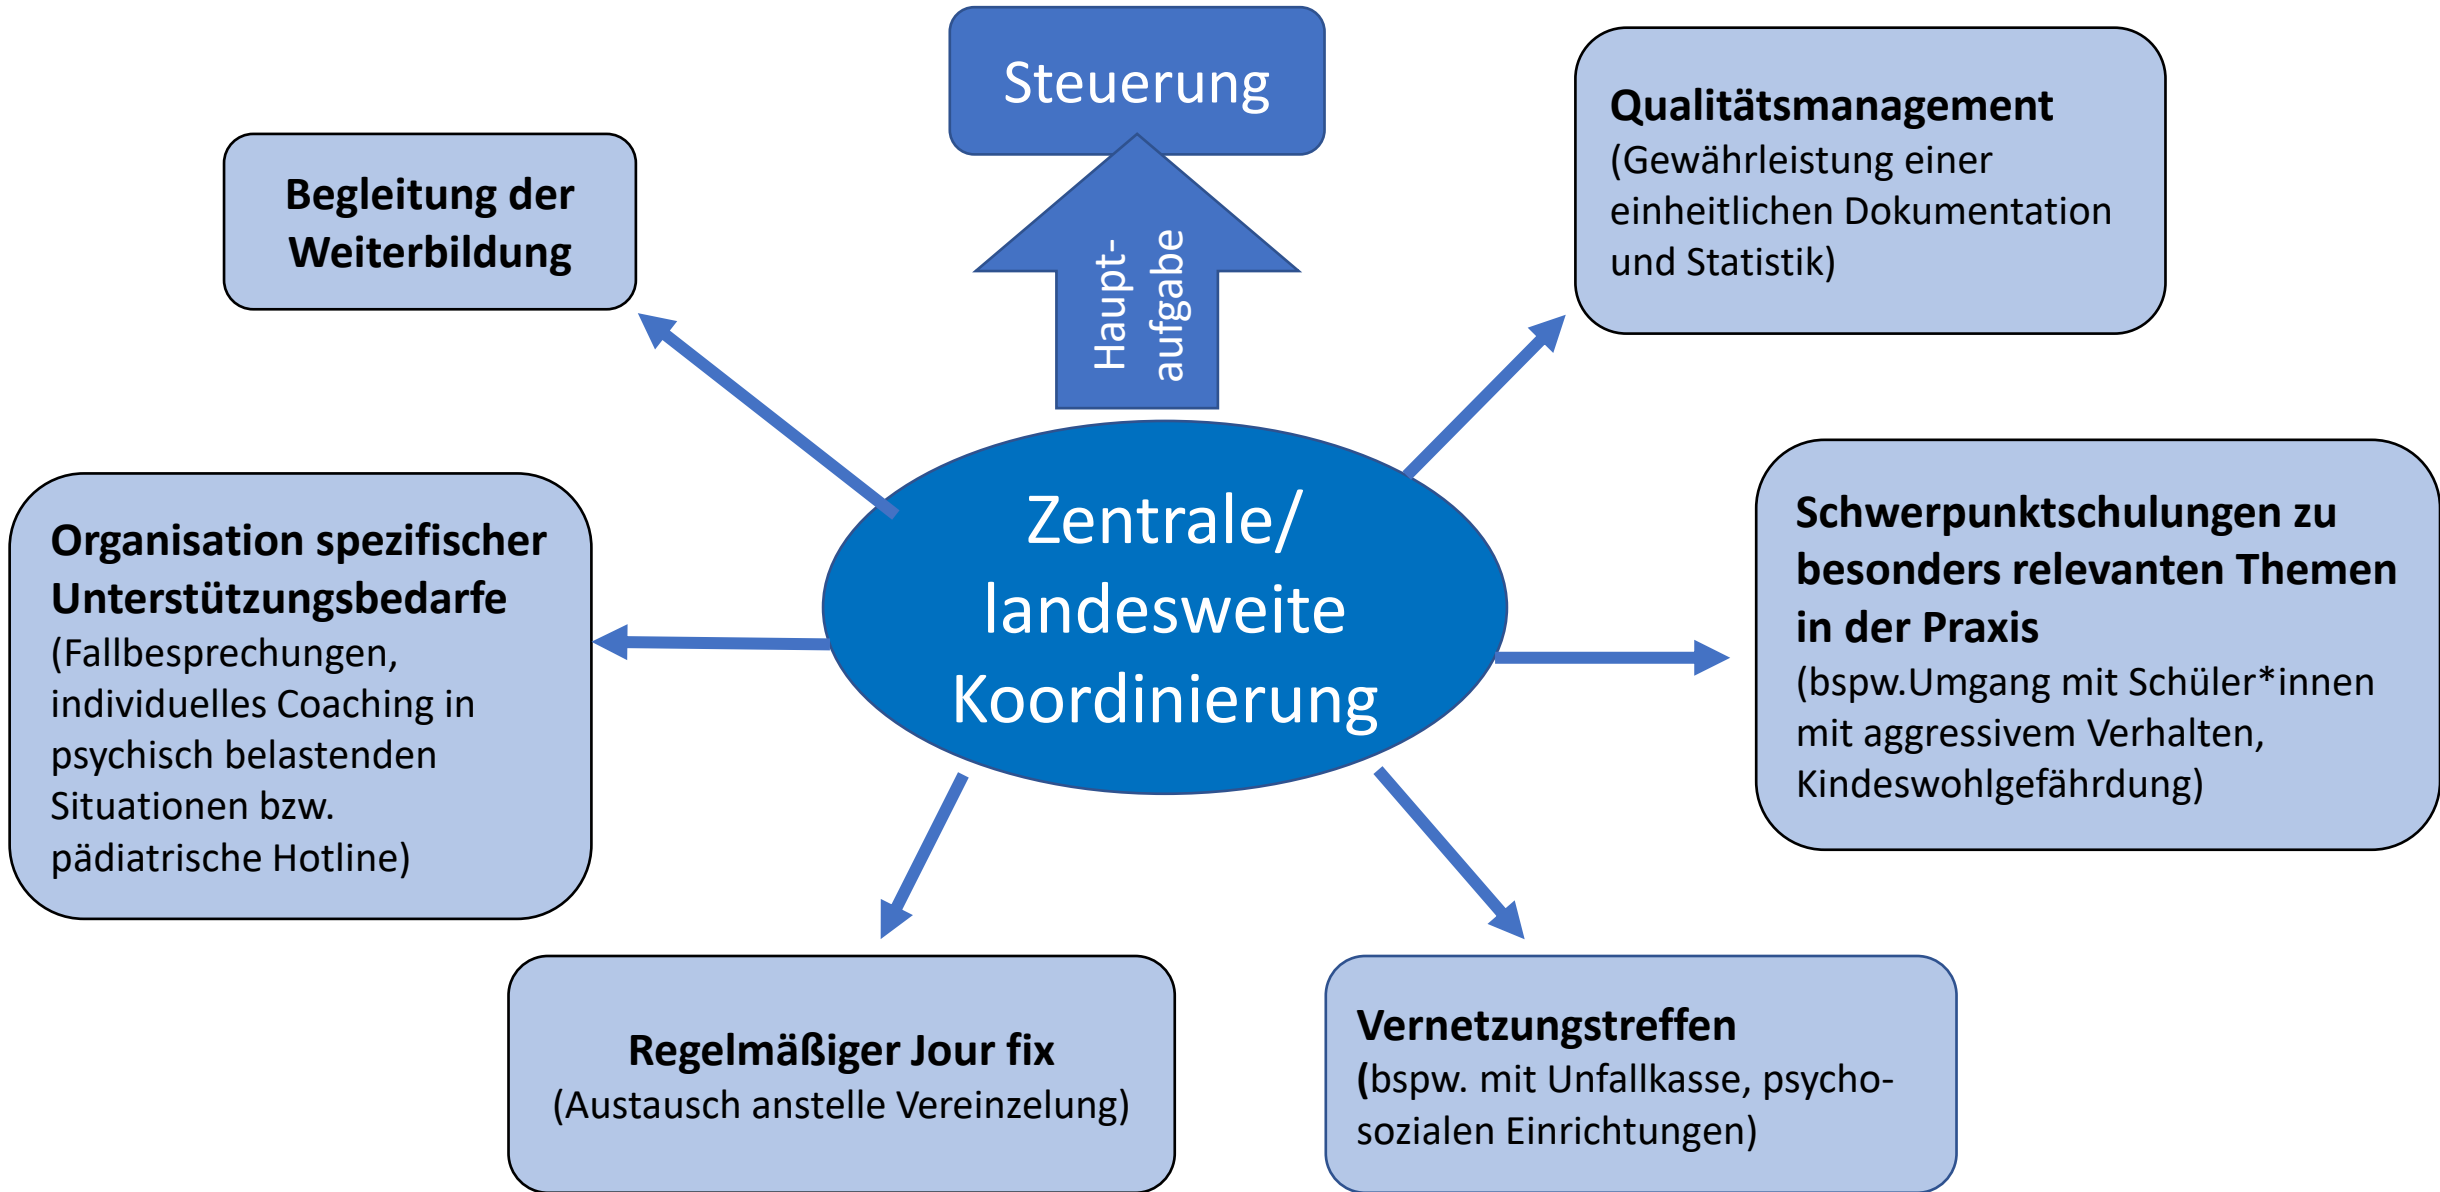 Steuerung
Haupt-
aufgabe
Begleitung der
Weiterbildung
Qualitätsmanagement
(Gewährleistung einer
einheitlichen Dokumentation
und Statistik)
Zentrale/
landesweite
Koordinierung
Organisation spezifischer
Unterstützungsbedarfe
(Fallbesprechungen,
individuelles Coaching in
psychisch belastenden
Situationen bzw.
pädiatrische Hotline)
Schwerpunktschulungen zu
besonders relevanten Themen
in der Praxis
(bspw.Umgang mit Schüler*innen
mit aggressivem Verhalten,
Kindeswohlgefährdung)
Regelmäßiger Jour fix
(Austausch anstelle Vereinzelung)
Vernetzungstreffen
(bspw. mit Unfallkasse, psycho-
sozialen Einrichtungen)